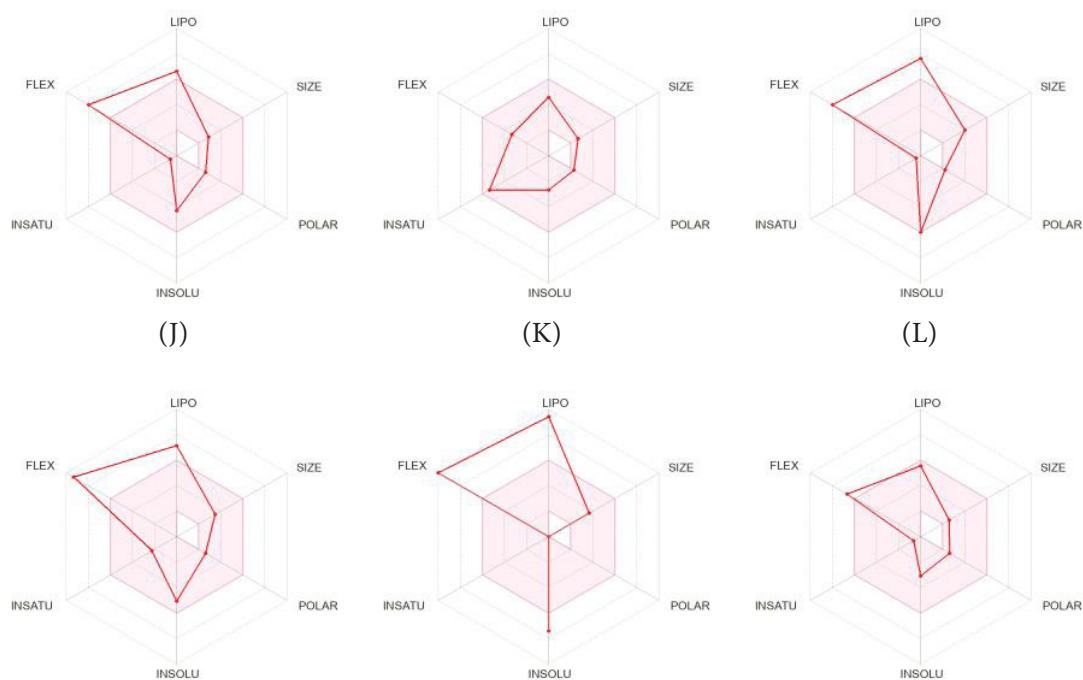 LIPO LIPO LIPO
FLEX SIZE FLEX SIZE FLEX SIZE
INSATU POLAR INSATU POLAR INSATU POLAR
INSOLU INSOLU INSOLU
(J) (K) (L)
LIPO LIPO LIPO
FLEX SIZE FLEX SIZE FLEX SIZE
INSATU POLAR INSATU POLAR INSATU POLAR
INSOLU INSOLU INSOLU